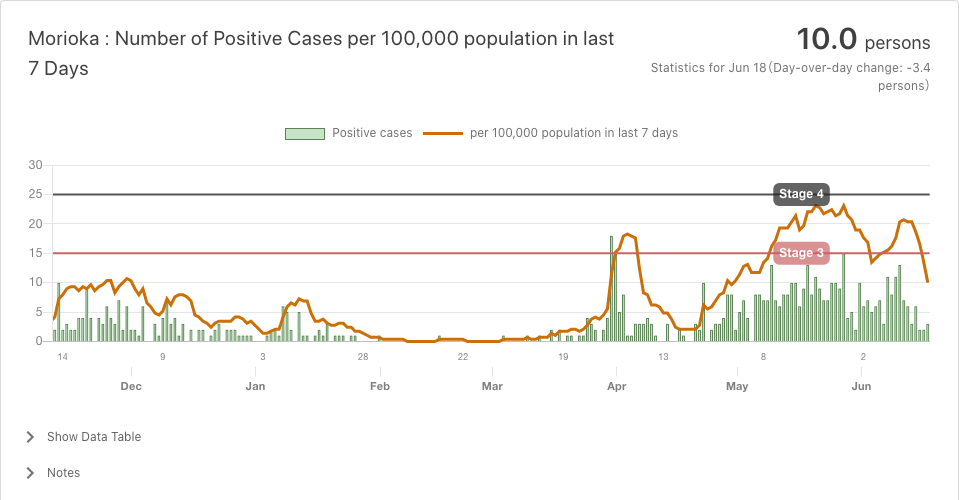 Morioka : Number of Positive Cases per 100,000 population in last
7 Days
10.0 persons
Statistics for Jun 18(Day-over-day change: -3.4
persons)
Positive cases per 100,000 population in last 7 days
30
25
20
15
10
5
0
Stage 4
Stage 3
14 9 3 28 22 19 13 8 2
Dec Jan Feb Mar Apr May Jun
Show Data Table
Notes